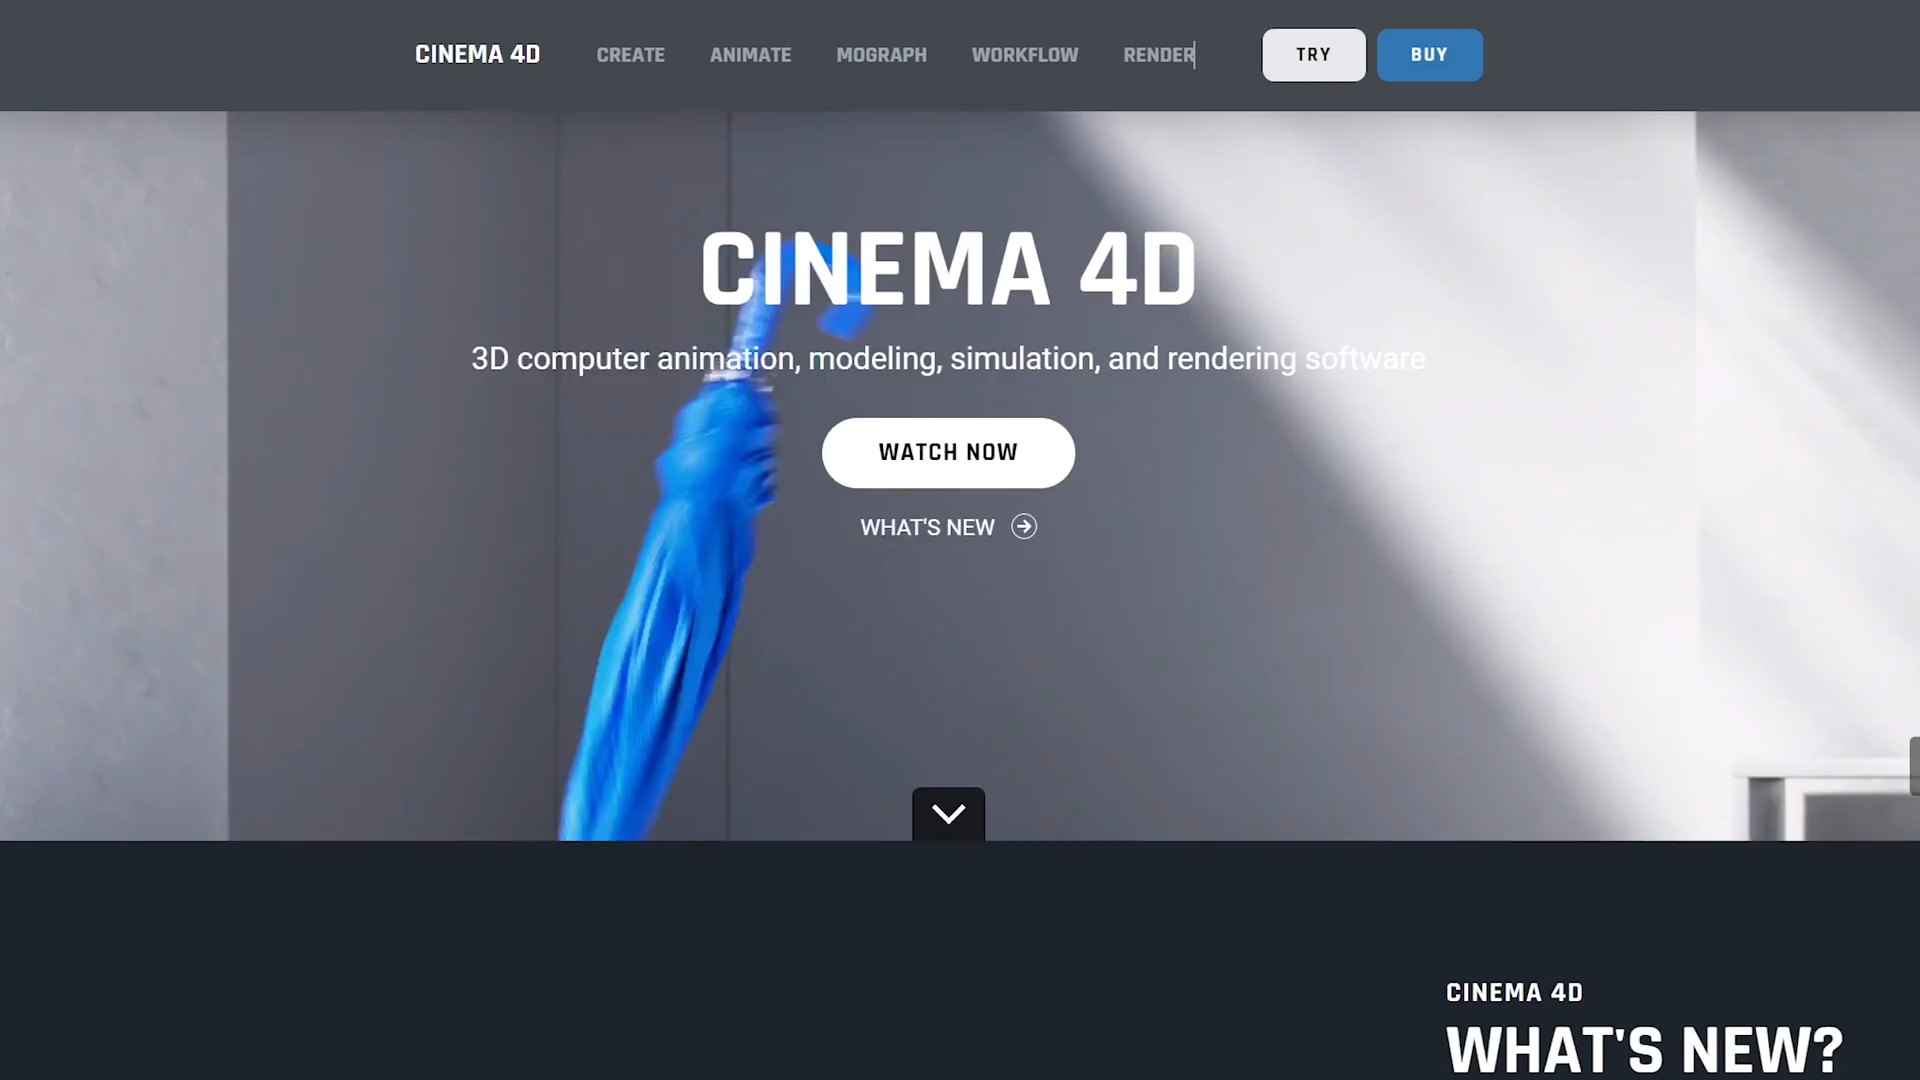 CINEMA 4D CREATE ANIMATE MOGRAPH WORKFLOW RENDER TRY BUY
CINEMA 4D
3D computer animation, modeling, simulation, and rendering software
WATCH NOW
WHAT'S NEW
CINEMA 4D
WHAT'S NEW?